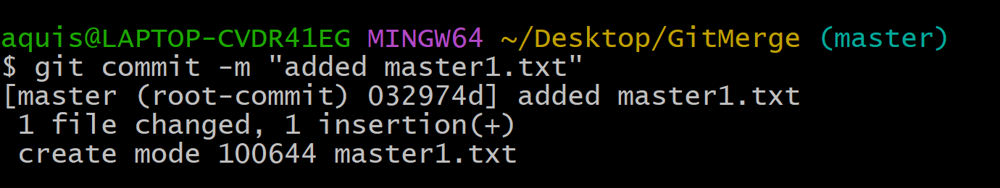 aquis@LAPTOP-CVDR41EG MINGW64 ~/Desktop/GitMerge (master)
$ git commit -m "added master1.txt"
[master (root-commit) 032974d] added master1.txt
 1 file changed, 1 insertion(+)
 create mode 100644 master1.txt